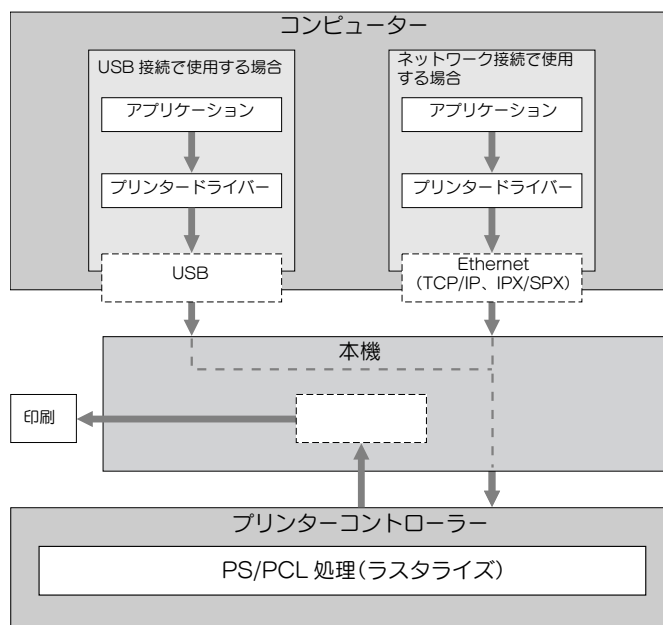 コンピューター
USB 接続で使用する場合
アプリケーション
プリンタードライバー
USB
ネットワーク接続で使用
する場合
アプリケーション
プリンタードライバー
Ethernet
（TCP/IP、IPX/SPX）
本機
印刷
プリンターコントローラー
PS/PCL 処理（ラスタライズ）